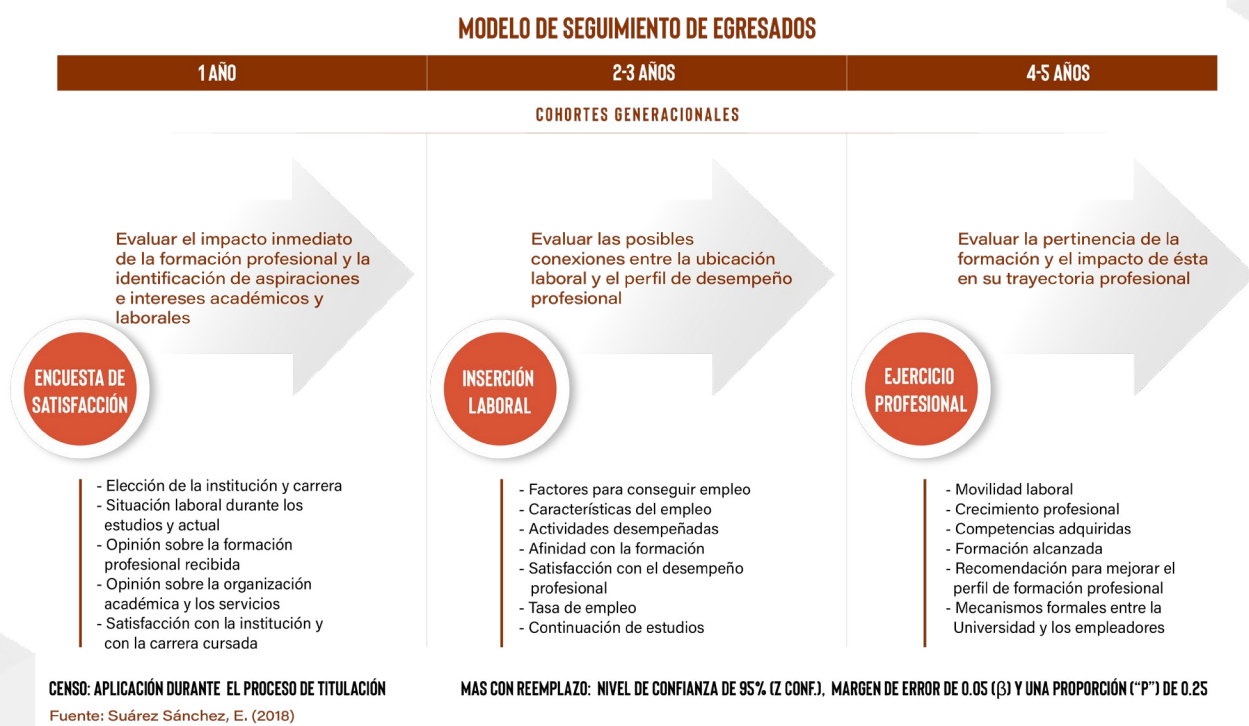 MODELO DE SEGUIMIENTO DE EGRESADOS
1 AÑO
2-3 AÑOS
4-5 AÑOS
COHORTES GENERACIONALES
Evaluar el impacto inmediato
de la formación profesional y la
identificación de aspiraciones
e intereses académicos y
laborales
ENCUESTA DE
SATISFACCIÓN
- Elección de la institución y carrera
- Situación laboral durante los
estudios y actual
- Opinión sobre la formación
profesional recibida
- Opinión sobre la organización
académica y los servicios
- Satisfacción con la institución y
con la carrera cursada
Evaluar las posibles
conexiones entre la ubicación
laboral y el perfil de desempeño
profesional
INSERCIÓN
LABORAL
- Factores para conseguir empleo
- Características del empleo
- Actividades desempeñadas
- Afinidad con la formación
- Satisfacción con el desempeño
profesional
- Tasa de empleo
- Continuación de estudios
Evaluar la pertinencia de la
formación y el impacto de ésta
en su trayectoria profesional
EJERCICIO
PROFESIONAL
- Movilidad laboral
- Crecimiento profesional
- Competencias adquiridas
- Formación alcanzada
- Recomendación para mejorar el
perfil de formación profesional
- Mecanismos formales entre la
Universidad y los empleadores
CENSO: APLICACIÓN DURANTE EL PROCESO DE TITULACIÓN
MAS CON REEMPLAZO: NIVEL DE CONFIANZA DE 95% (Z CONF.), MARGEN DE ERROR DE 0.05 (β) Y UNA PROPORCIÓN ("P") DE 0.25
Fuente: Suárez Sánchez, E. (2018)